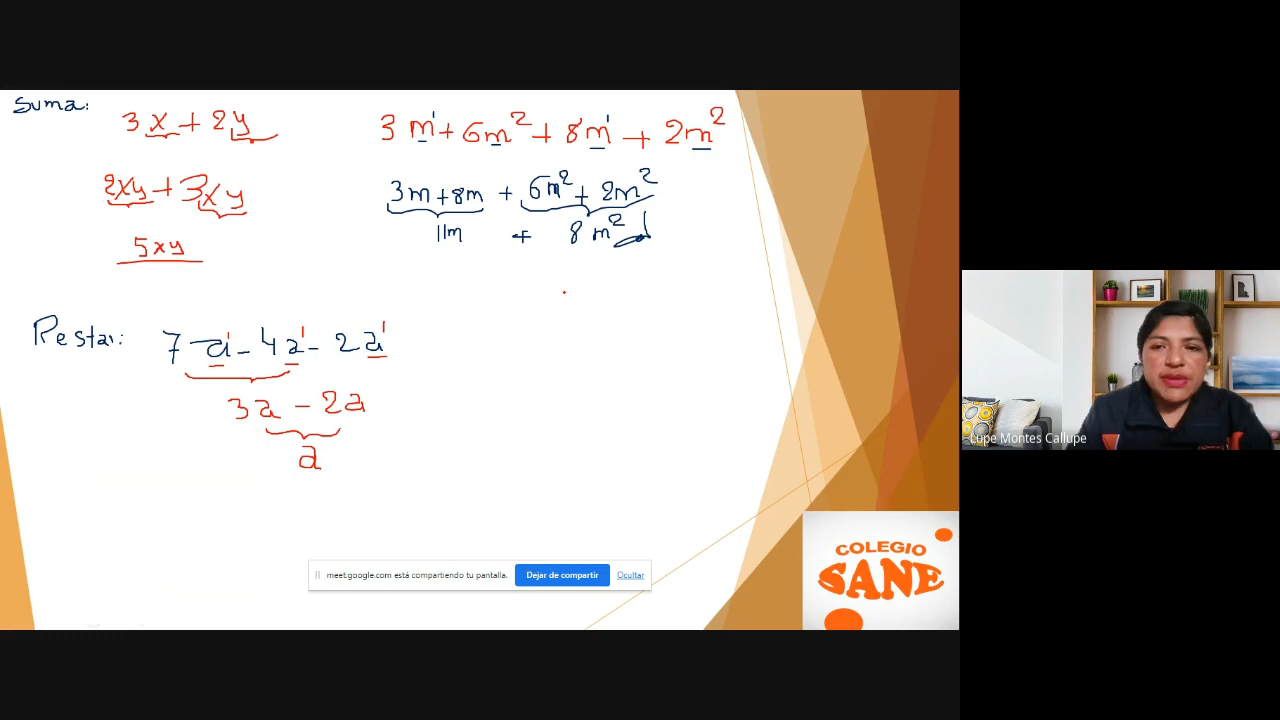 Suma:
3x + 2y
2xy + 3xy
5xy
3m¹ + 6m² + 8m¹ + 2m²
3m + 8m + 6m² + 2m²
11m + 8m²
Restar: 7a¹ - 4a¹ - 2a¹
3a - 2a
a
meet.google.com está compartiendo tu pantalla. Dejar de compartir Ocultar
COLEGIO
SANE
Lupe Montes Callupe